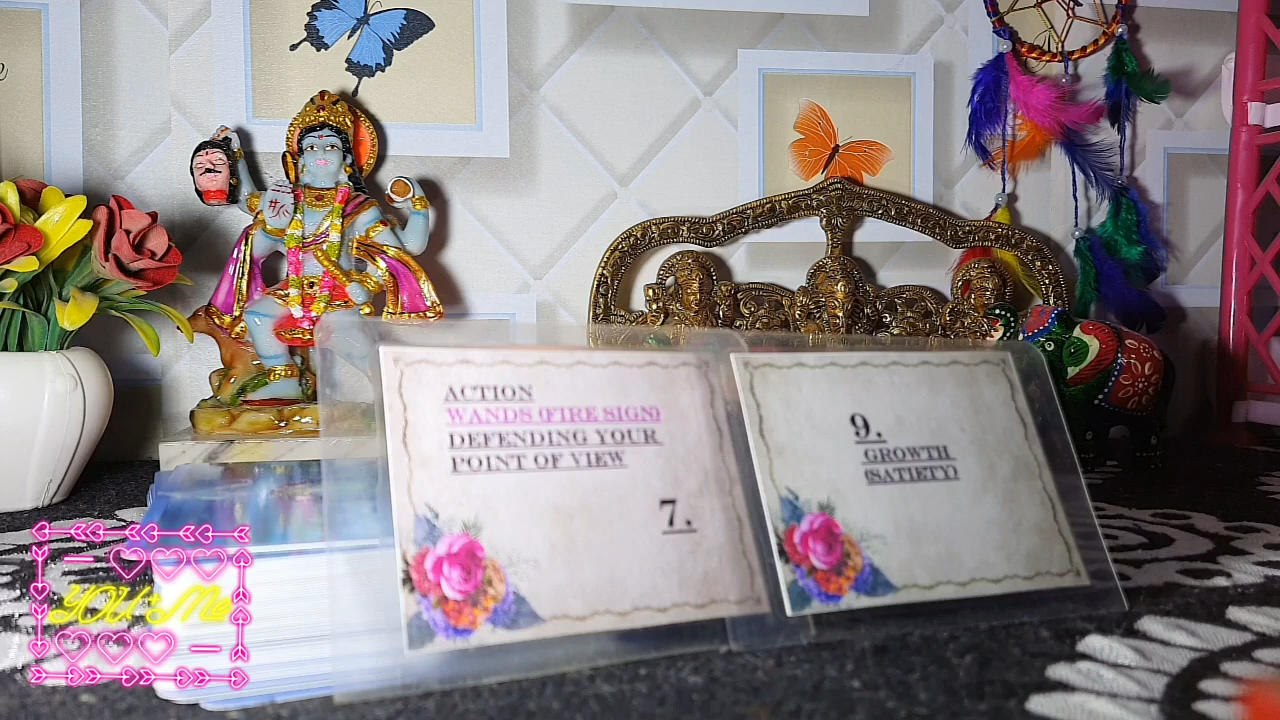 ACTION
WANDS (FIRE SIGN)
DEFENDING YOUR
POINT OF VIEW
7.
9.
GROWTH
(SATIETY)
YOU + Me